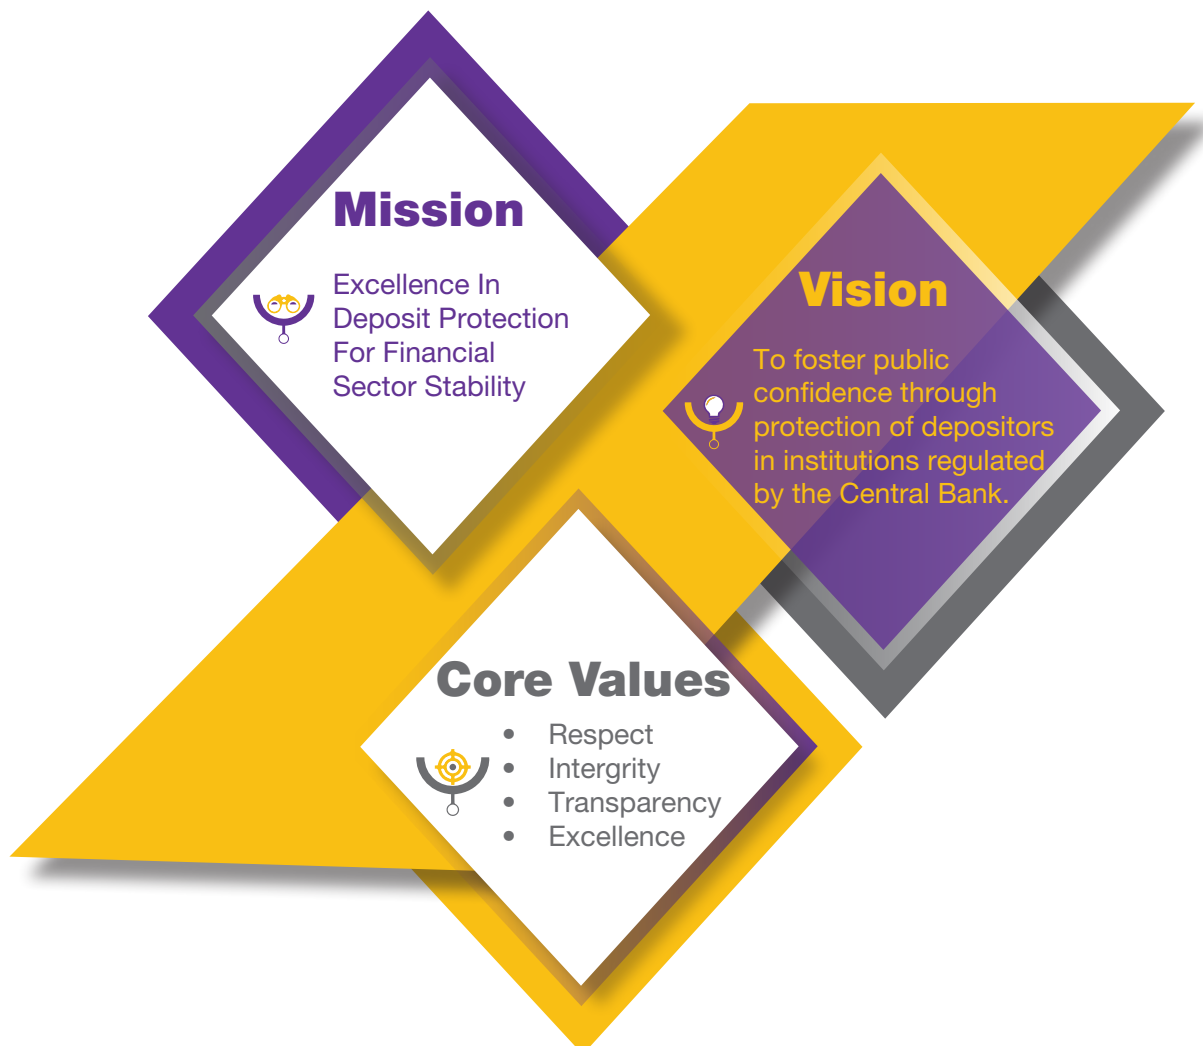 Mission
Excellence In
Deposit Protection
For Financial
Sector Stability
Vision
To foster public
confidence through
protection of depositors
in institutions regulated
by the Central Bank.
Core Values
• Respect
• Intergrity
• Transparency
• Excellence